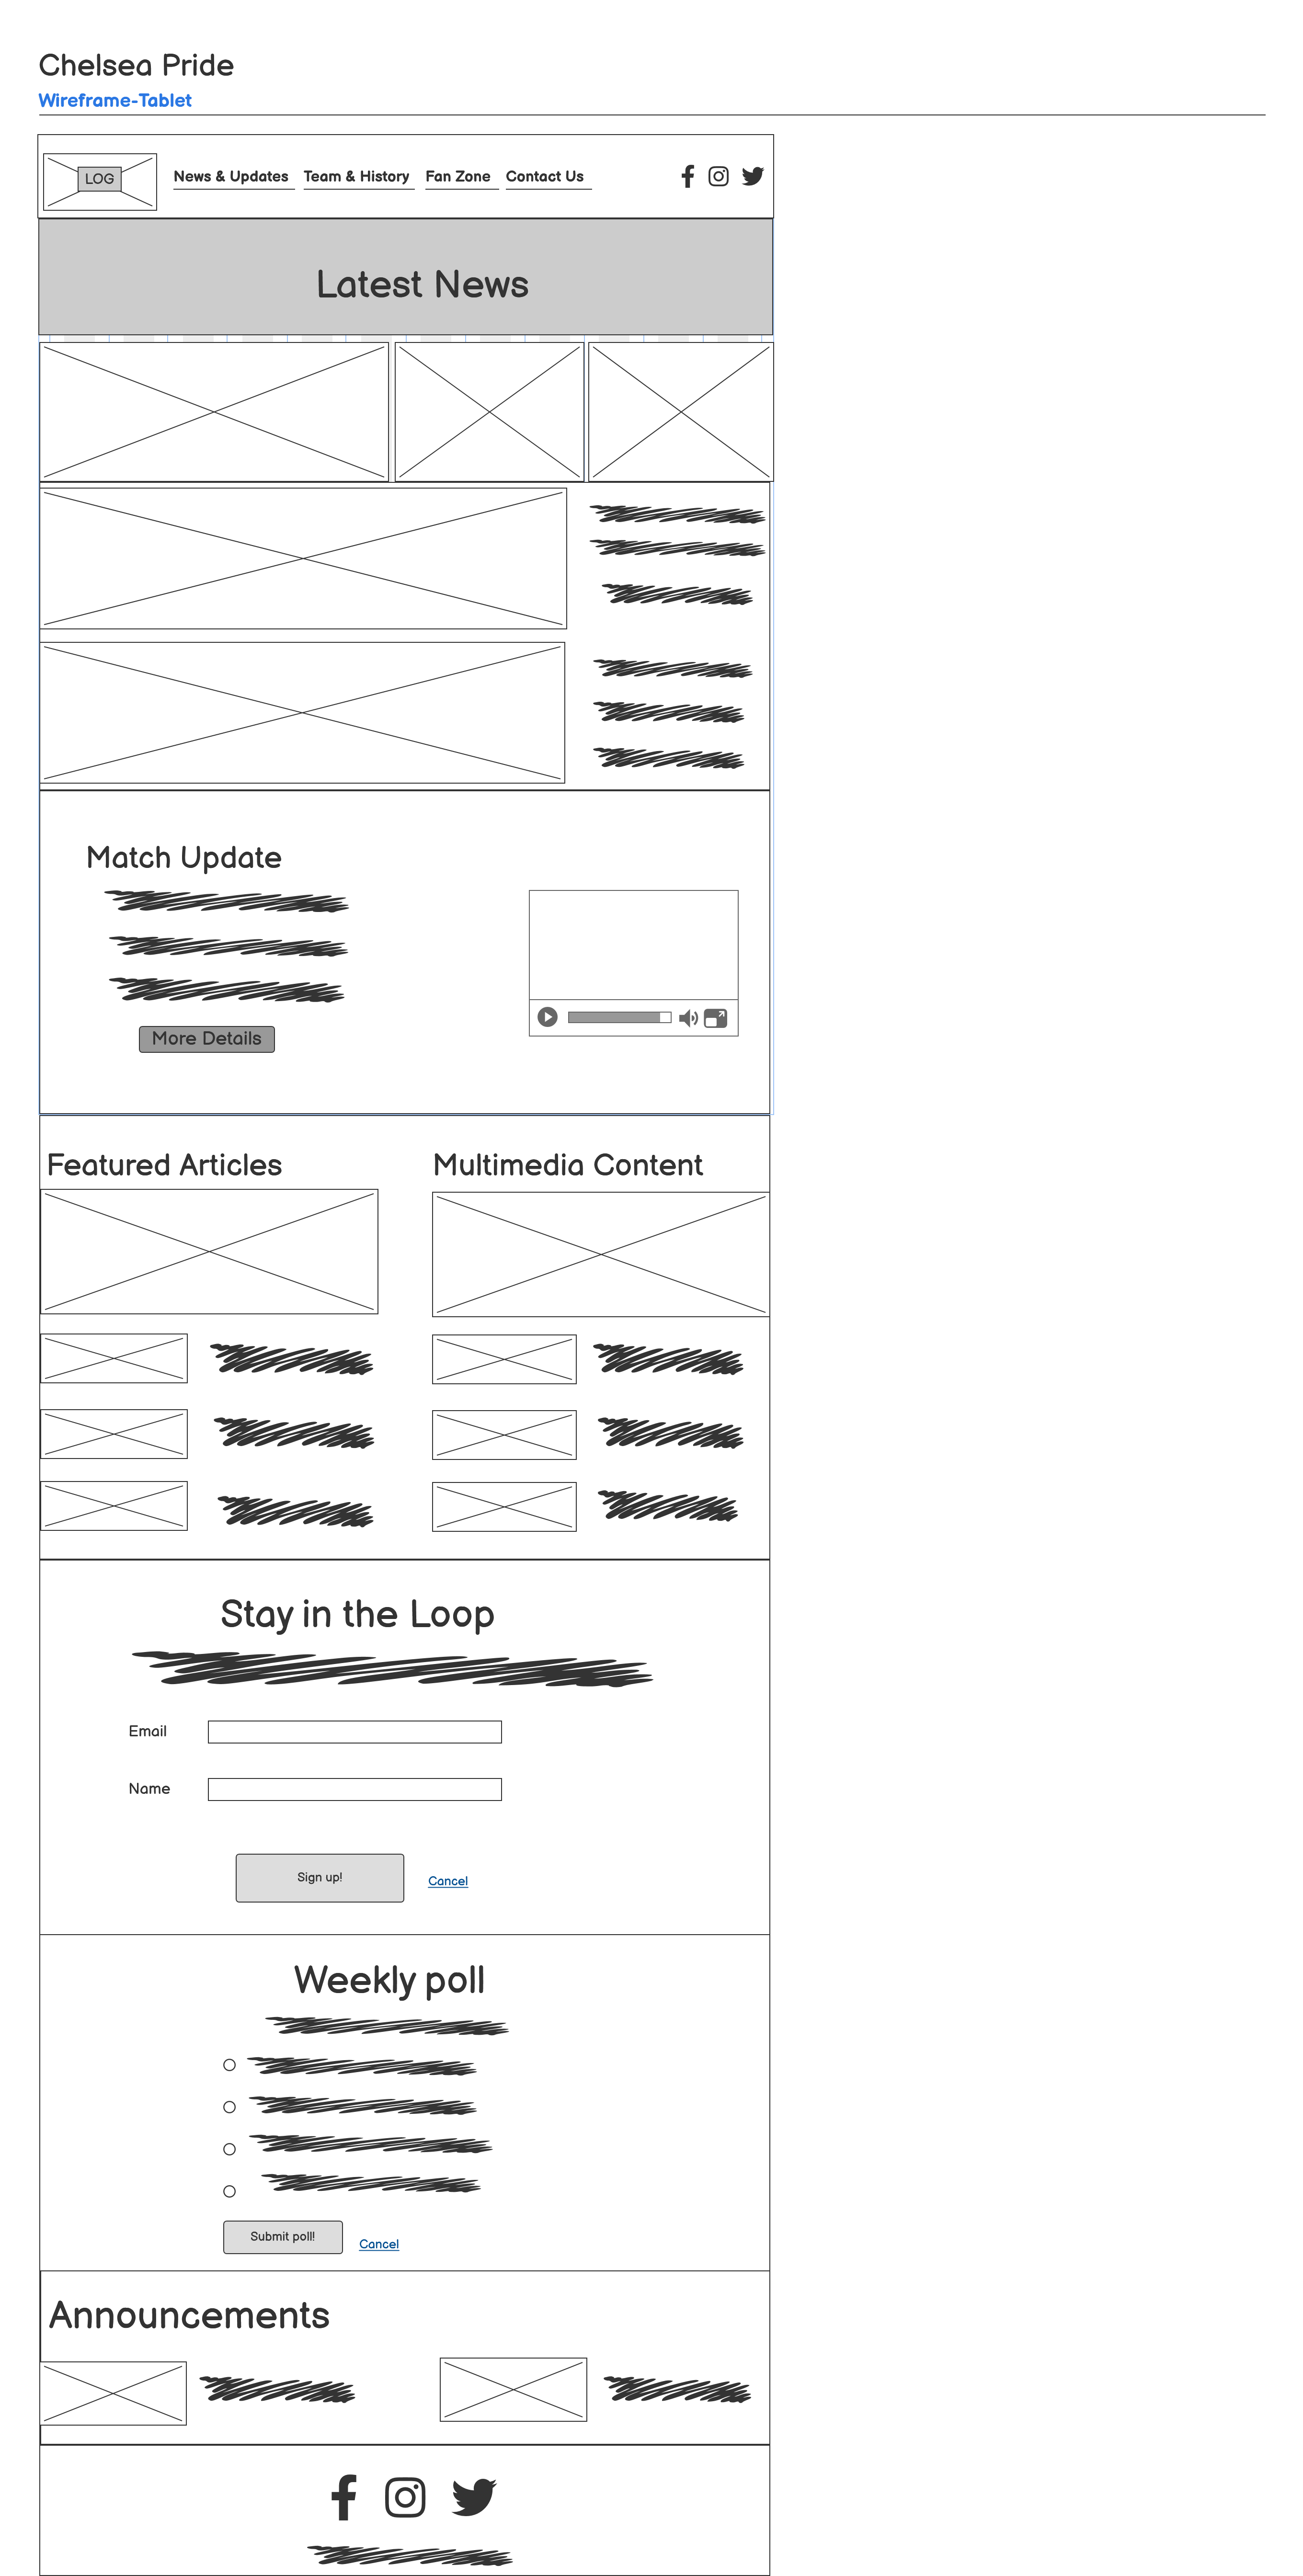 Chelsea Pride
Wireframe-Tablet
LOG
News & Updates Team & History Fan Zone Contact Us
Latest News
Match Update
More Details
Featured Articles Multimedia Content
Stay in the Loop
Email
Name
Sign up! Cancel
Weekly poll
Submit poll! Cancel
Announcements